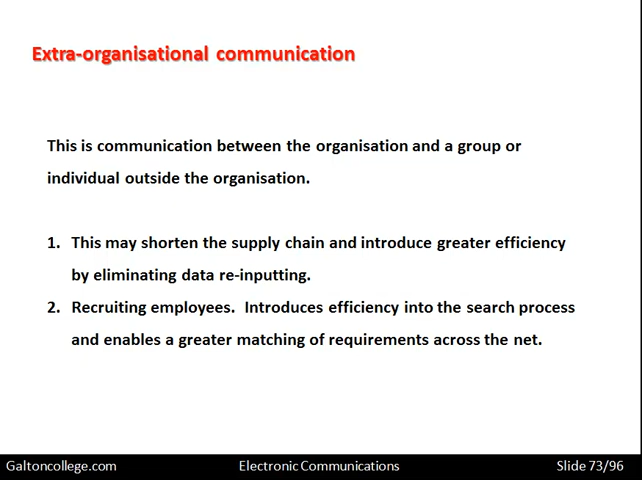 Extra-organisational communication
This is communication between the organisation and a group or
individual outside the organisation.
1. This may shorten the supply chain and introduce greater efficiency
by eliminating data re-inputting.
2. Recruiting employees.  Introduces efficiency into the search process
and enables a greater matching of requirements across the net.
Galtoncollege.com Electronic Communications Slide 73/96